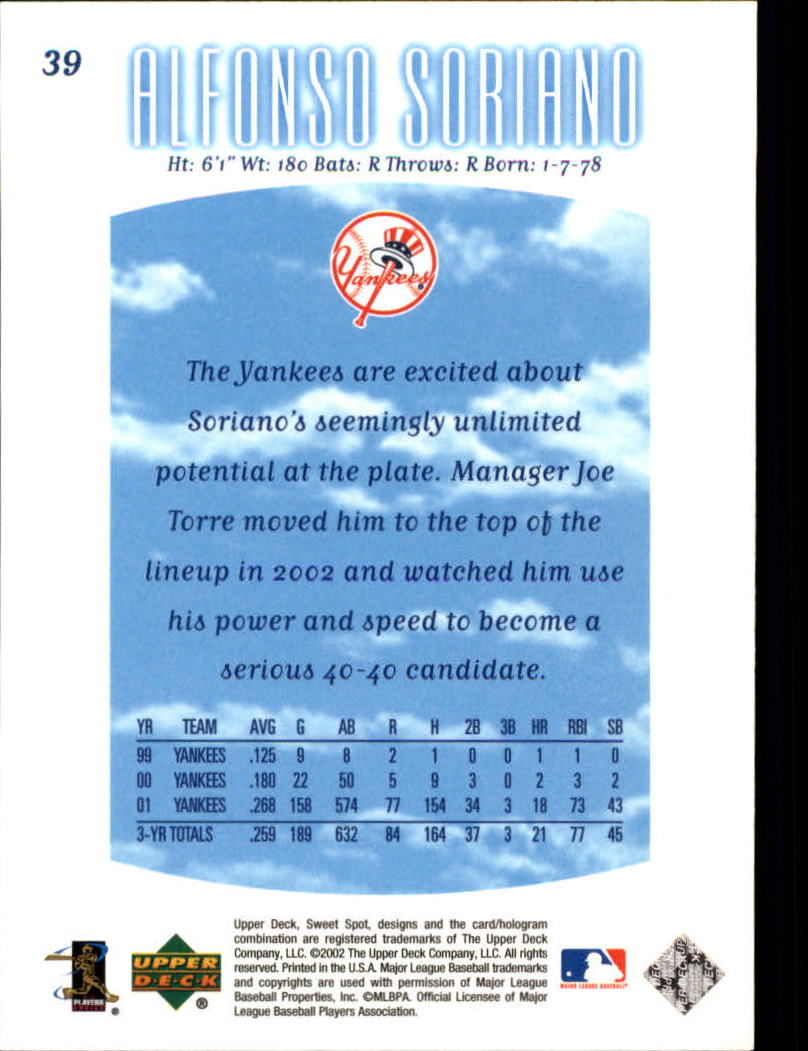 39
ALFONSO SORIANO
Ht: 6'1" Wt: 180 Bats: R Throws: R Born: 1-7-78
Yankees
The Yankees are excited about
Soriano's seemingly unlimited
potential at the plate. Manager Joe
Torre moved him to the top of the
lineup in 2002 and watched him use
his power and speed to become a
serious 40-40 candidate.
YR TEAM AVG G AB R H 2B 3B HR RBI SB
99 YANKEES .125 9 8 2 1 0 0 1 1 0
00 YANKEES .180 22 50 5 9 3 0 2 3 2
01 YANKEES .268 158 574 77 154 34 3 18 73 43
3-YR TOTALS .259 189 632 84 164 37 3 21 77 45
Upper Deck, Sweet Spot, designs and the card/hologram
combination are registered trademarks of The Upper Deck
Company, LLC. ©2002 The Upper Deck Company, LLC. All rights
reserved. Printed in the U.S.A. Major League Baseball trademarks
and copyrights are used with permission of Major League
Baseball Properties, Inc. ©MLBPA. Official Licensee of Major
League Baseball Players Association.
PLAYERS
CHOICE
®
UPPER
D·E·C·K
®
MAJOR LEAGUE BASEBALL